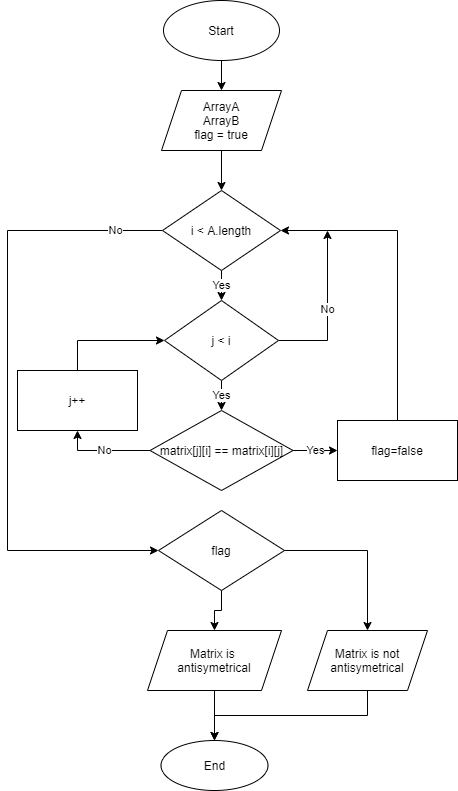 Start
ArrayA
ArrayB
flag = true
i < A.length
No
Yes
No
j < i
j++
Yes
matrix[j][i] == matrix[i][j]
No
Yes
flag=false
flag
Matrix is
antisymetrical
Matrix is not
antisymetrical
End